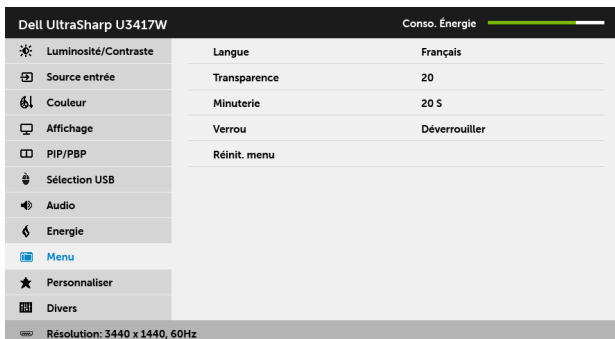 Dell UltraSharp U3417W Conso. Énergie
Luminosité/Contraste Langue Français
Source entrée Transparence 20
Couleur Minuterie 20 S
Affichage Verrou Déverrouiller
PIP/PBP Réinit. menu
Sélection USB
Audio
Energie
Menu
Personnaliser
Divers
Résolution: 3440 x 1440, 60Hz